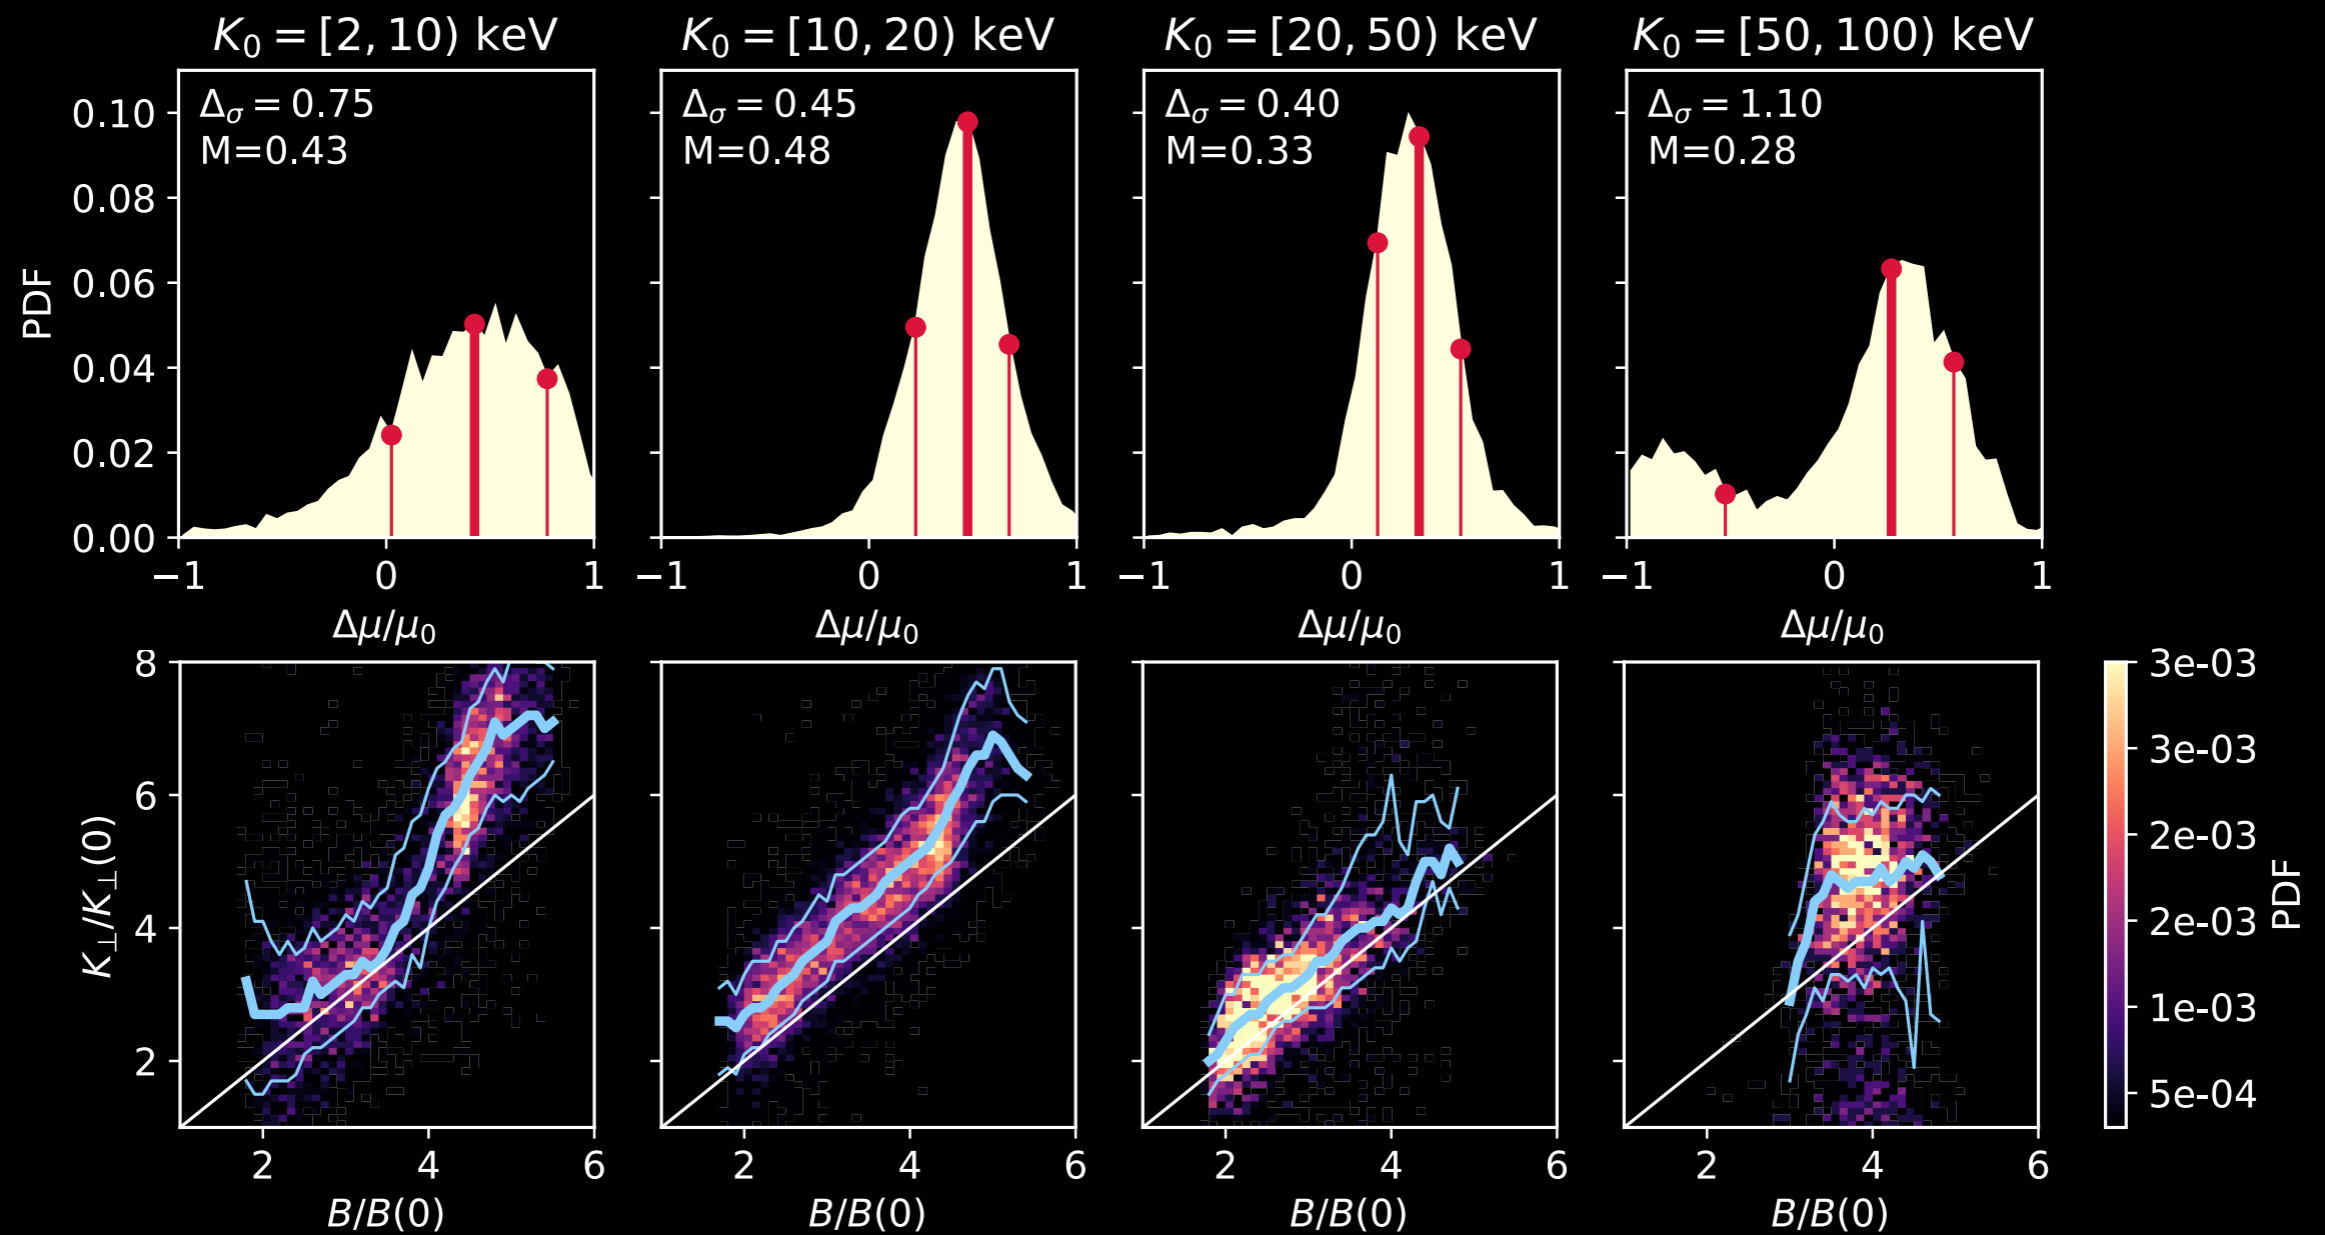 K₀ = [2, 10) keV
K₀ = [10, 20) keV
K₀ = [20, 50) keV
K₀ = [50, 100) keV
Δσ = 0.75
M=0.43
Δσ = 0.45
M=0.48
Δσ = 0.40
M=0.33
Δσ = 1.10
M=0.28
PDF
0.10
0.08
0.06
0.04
0.02
0.00
−1 0 1
−1 0 1
−1 0 1
−1 0 1
Δμ/μ₀
Δμ/μ₀
Δμ/μ₀
Δμ/μ₀
K⊥/K⊥(0)
8
6
4
2
2 4 6
2 4 6
2 4 6
2 4 6
B/B(0)
B/B(0)
B/B(0)
B/B(0)
3e-03
3e-03
2e-03
2e-03
1e-03
5e-04
PDF